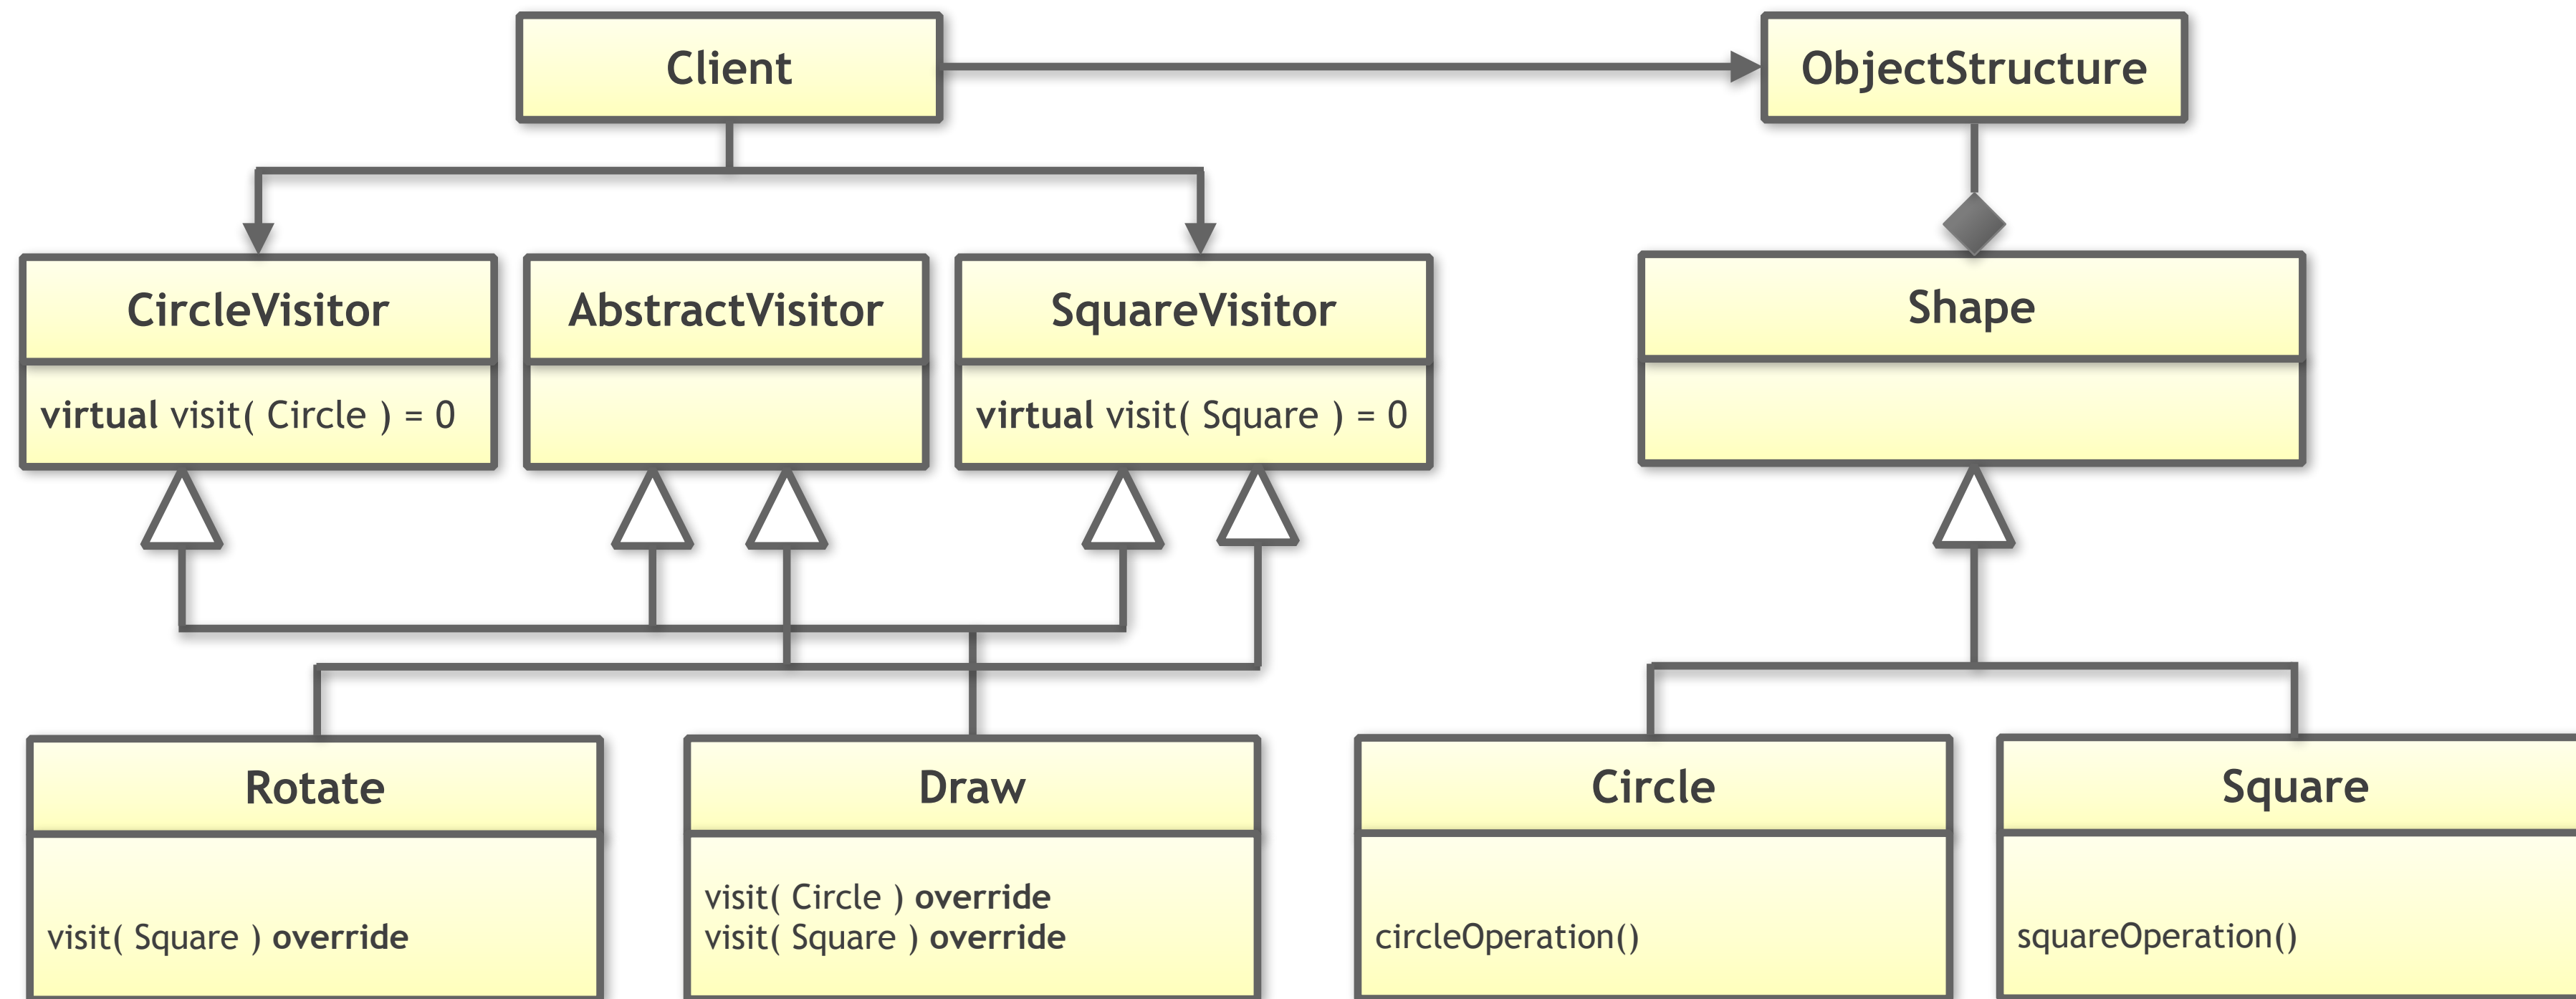 Client
ObjectStructure
CircleVisitor
AbstractVisitor
SquareVisitor
Shape
virtual visit( Circle ) = 0
virtual visit( Square ) = 0
Rotate
Draw
Circle
Square
visit( Square ) override
visit( Circle ) override
visit( Square ) override
circleOperation()
squareOperation()